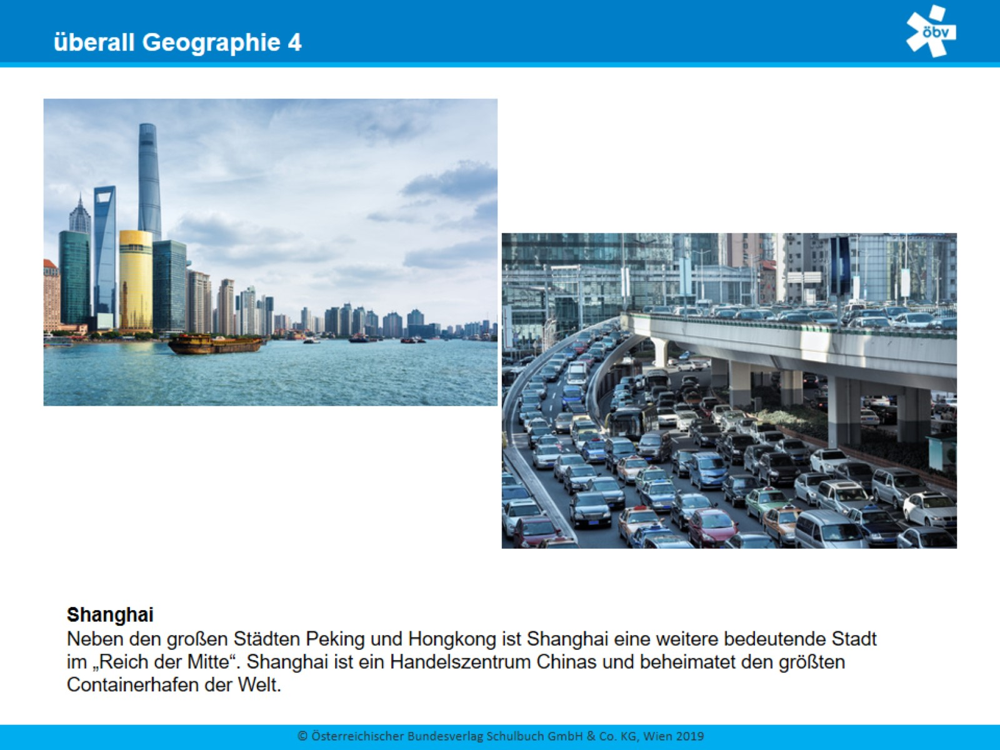 überall Geographie 4
öbv
Shanghai
Neben den großen Städten Peking und Hongkong ist Shanghai eine weitere bedeutende Stadt
im „Reich der Mitte“. Shanghai ist ein Handelszentrum Chinas und beheimatet den größten
Containerhafen der Welt.
© Österreichischer Bundesverlag Schulbuch GmbH & Co. KG, Wien 2019